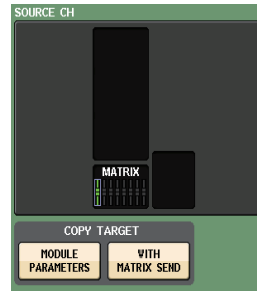 SOURCE CH
MATRIX
COPY TARGET
MODULE
PARAMETERS
WITH
MATRIX SEND